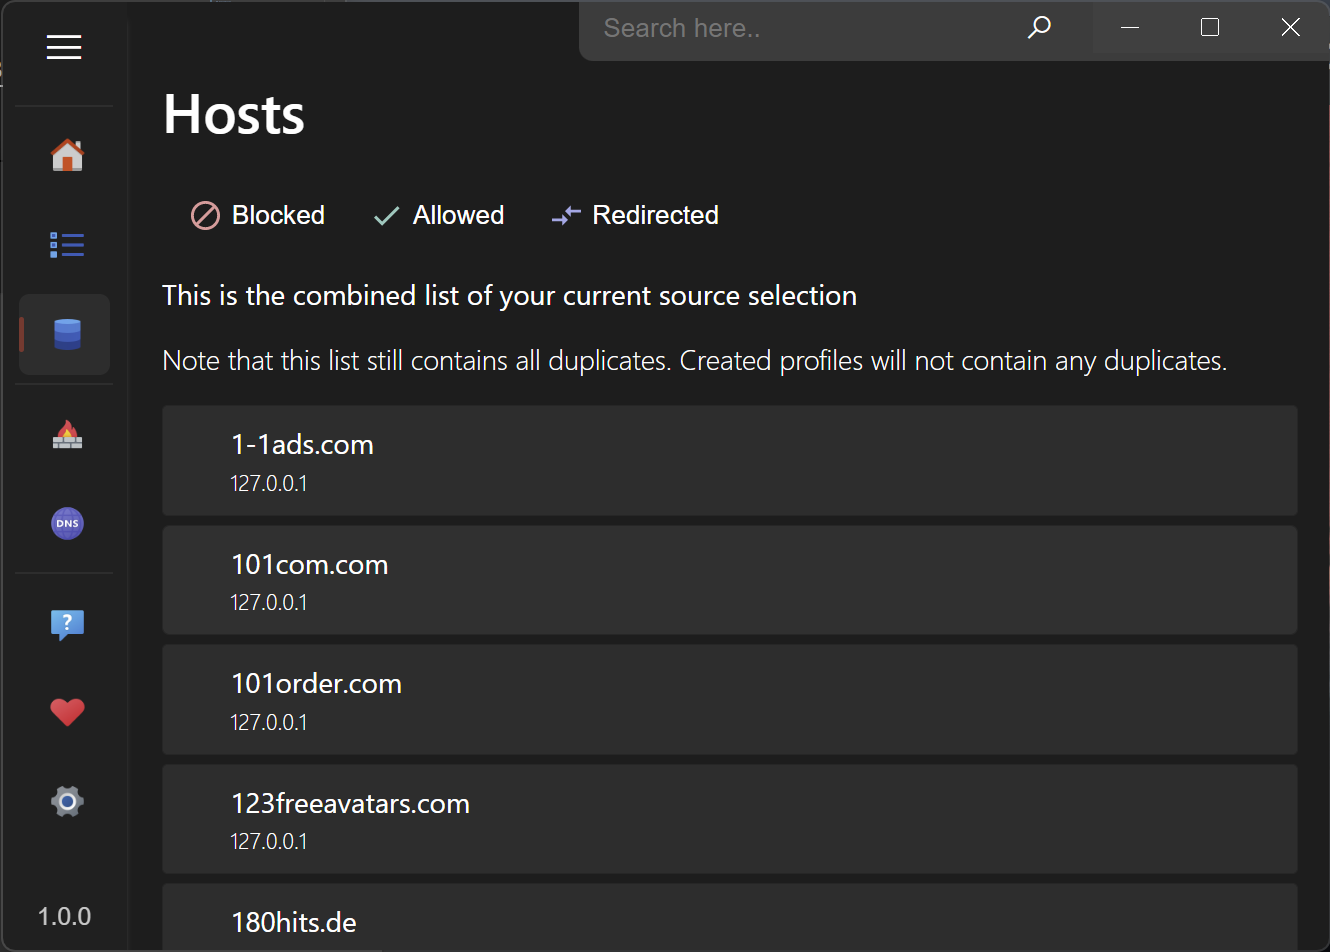 Search here..
Hosts
Blocked Allowed Redirected
This is the combined list of your current source selection
Note that this list still contains all duplicates. Created profiles will not contain any duplicates.
1-1ads.com
127.0.0.1
101com.com
127.0.0.1
DNS
101order.com
127.0.0.1
?
123freeavatars.com
127.0.0.1
180hits.de
1.0.0